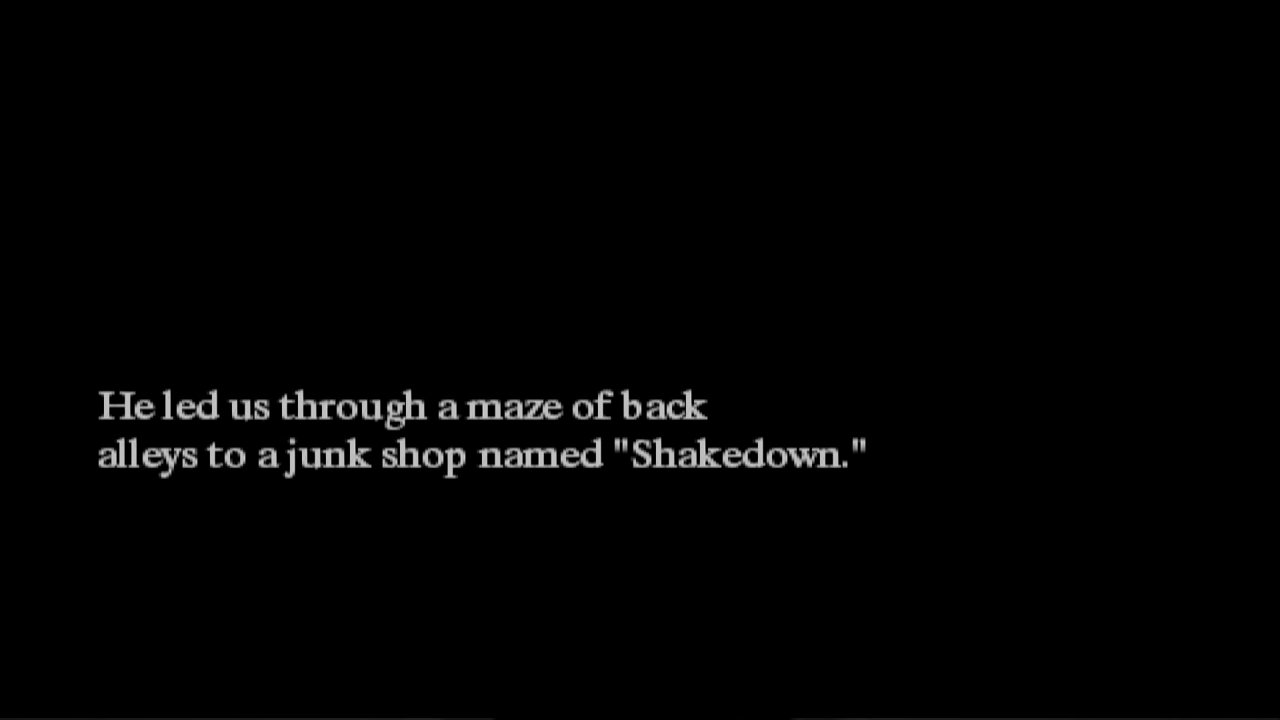 He led us through a maze of back
alleys to a junk shop named "Shakedown."